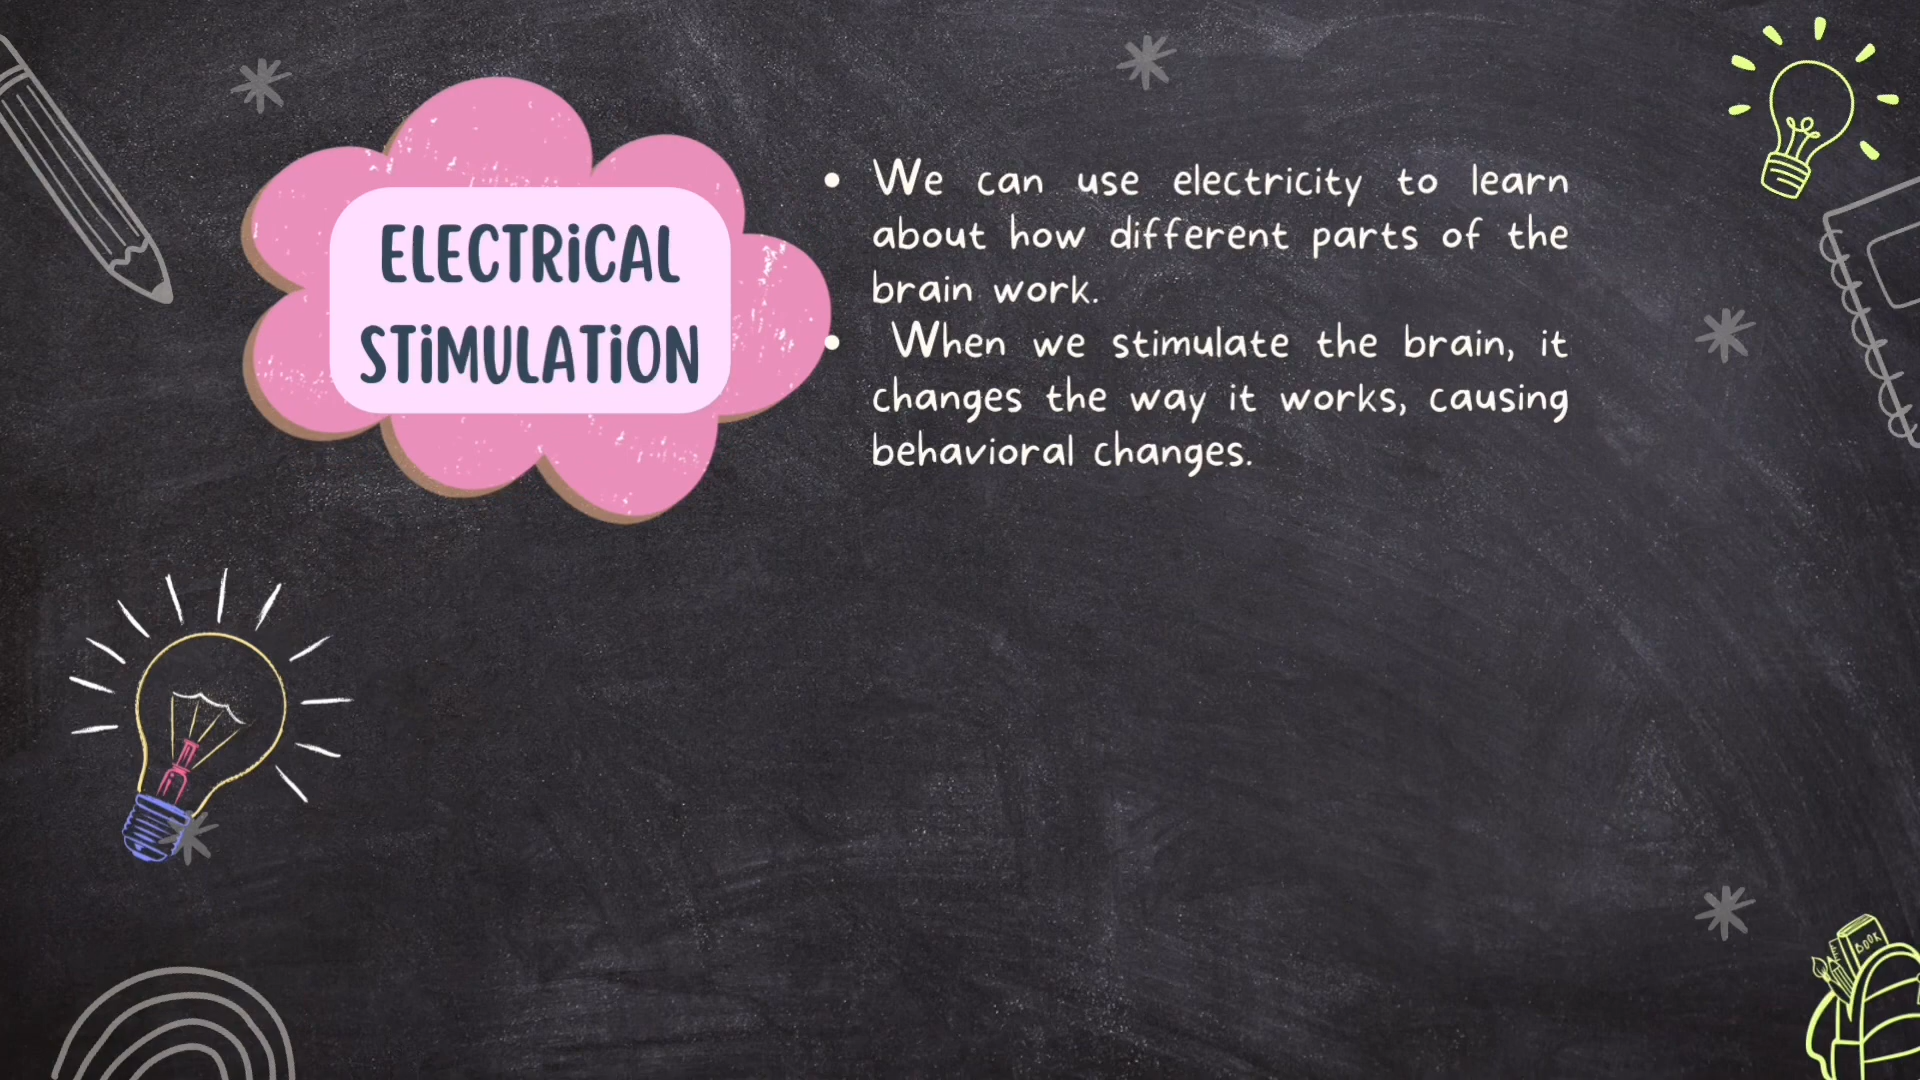 ELECTRiCAL
STiMULATiON
• We can use electricity to learn
about how different parts of the
brain work.
• When we stimulate the brain, it
changes the way it works, causing
behavioral changes.
BOOK